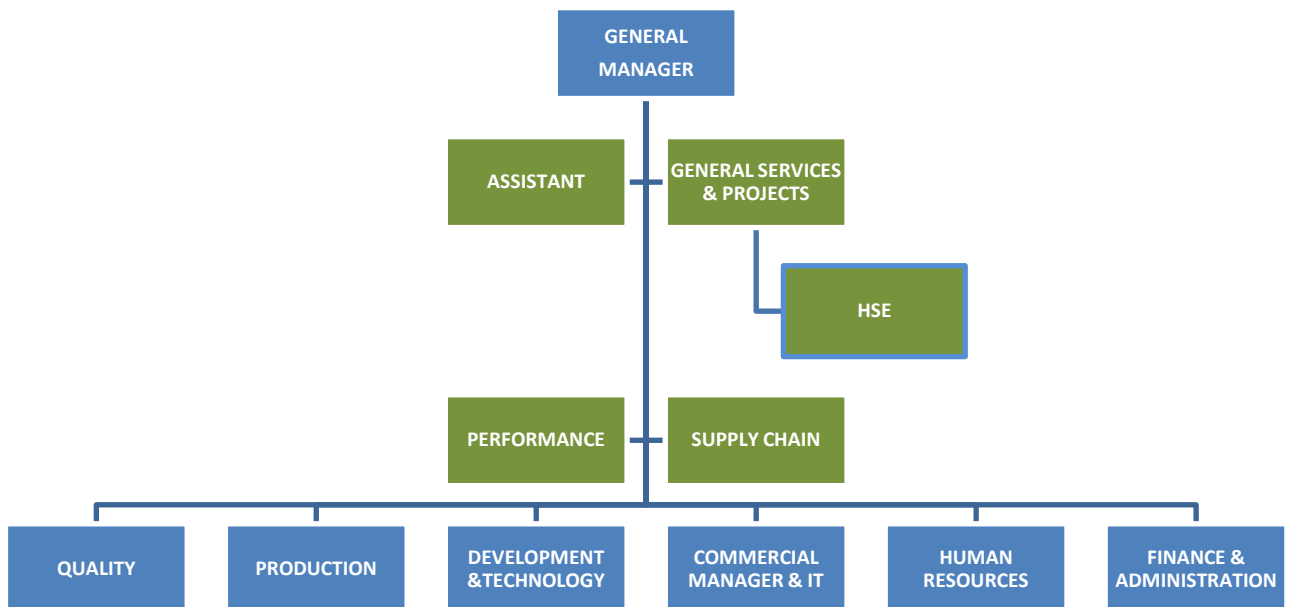 GENERAL
MANAGER
ASSISTANT
GENERAL SERVICES
& PROJECTS
HSE
PERFORMANCE
SUPPLY CHAIN
QUALITY
PRODUCTION
DEVELOPMENT
&TECHNOLOGY
COMMERCIAL
MANAGER & IT
HUMAN
RESOURCES
FINANCE &
ADMINISTRATION